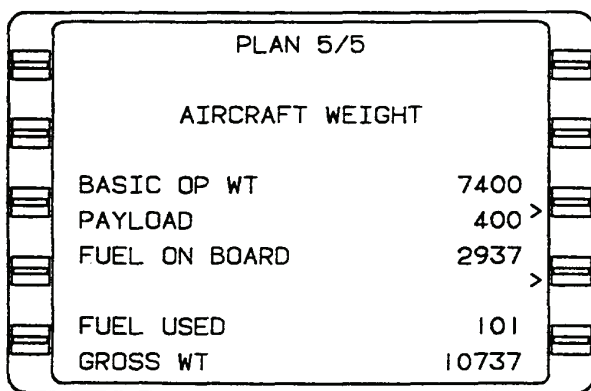 PLAN 5/5
AIRCRAFT WEIGHT
BASIC OP WT 7400
PAYLOAD 400 >
FUEL ON BOARD 2937
>
FUEL USED 101
GROSS WT 10737